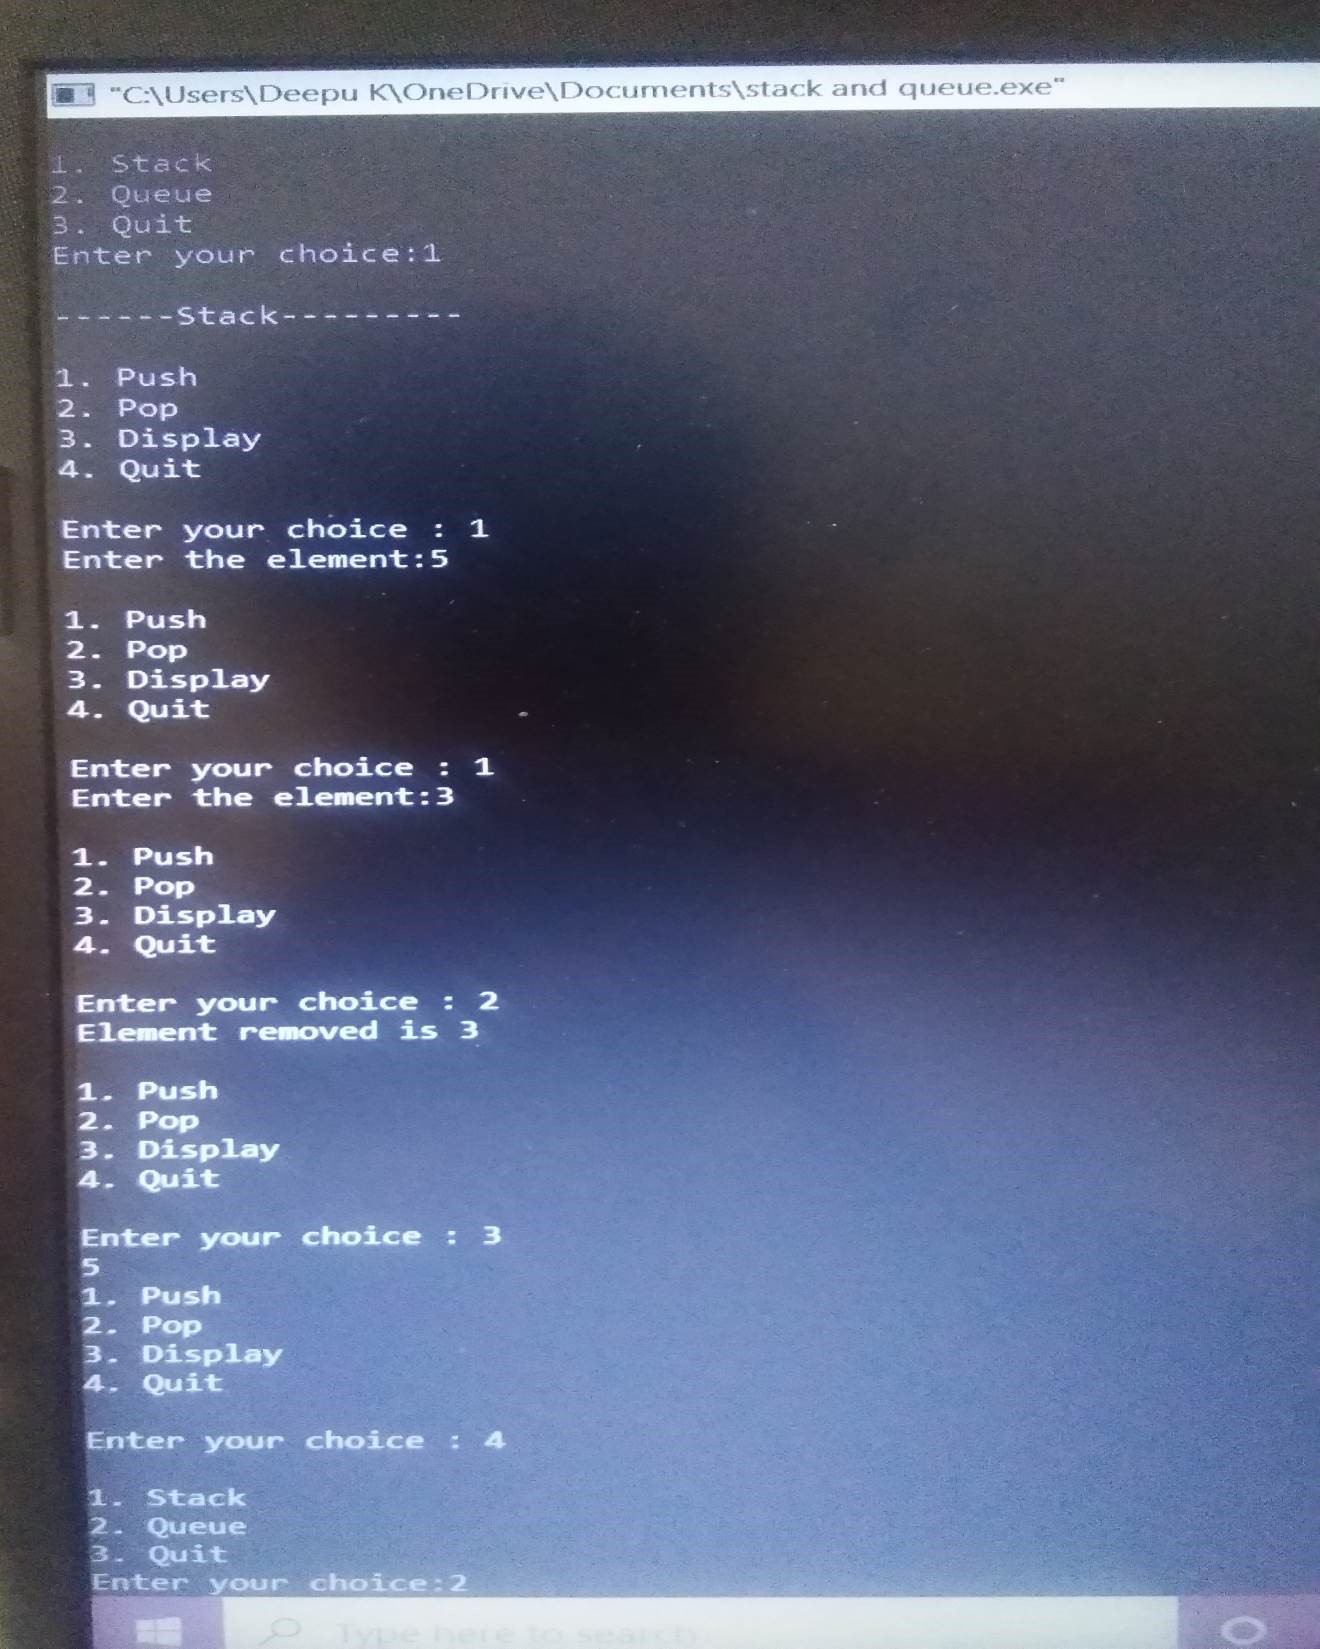 "C:\Users\Deepu K\OneDrive\Documents\stack and queue.exe"
1. Stack
2. Queue
3. Quit
Enter your choice:1
------Stack---------
1. Push
2. Pop
3. Display
4. Quit
Enter your choice : 1
Enter the element:5
1. Push
2. Pop
3. Display
4. Quit
Enter your choice : 1
Enter the element:3
1. Push
2. Pop
3. Display
4. Quit
Enter your choice : 2
Element removed is 3
1. Push
2. Pop
3. Display
4. Quit
Enter your choice : 3
5
1. Push
2. Pop
3. Display
4. Quit
Enter your choice : 4
1. Stack
2. Queue
3. Quit
Enter your choice:2
Type here to search